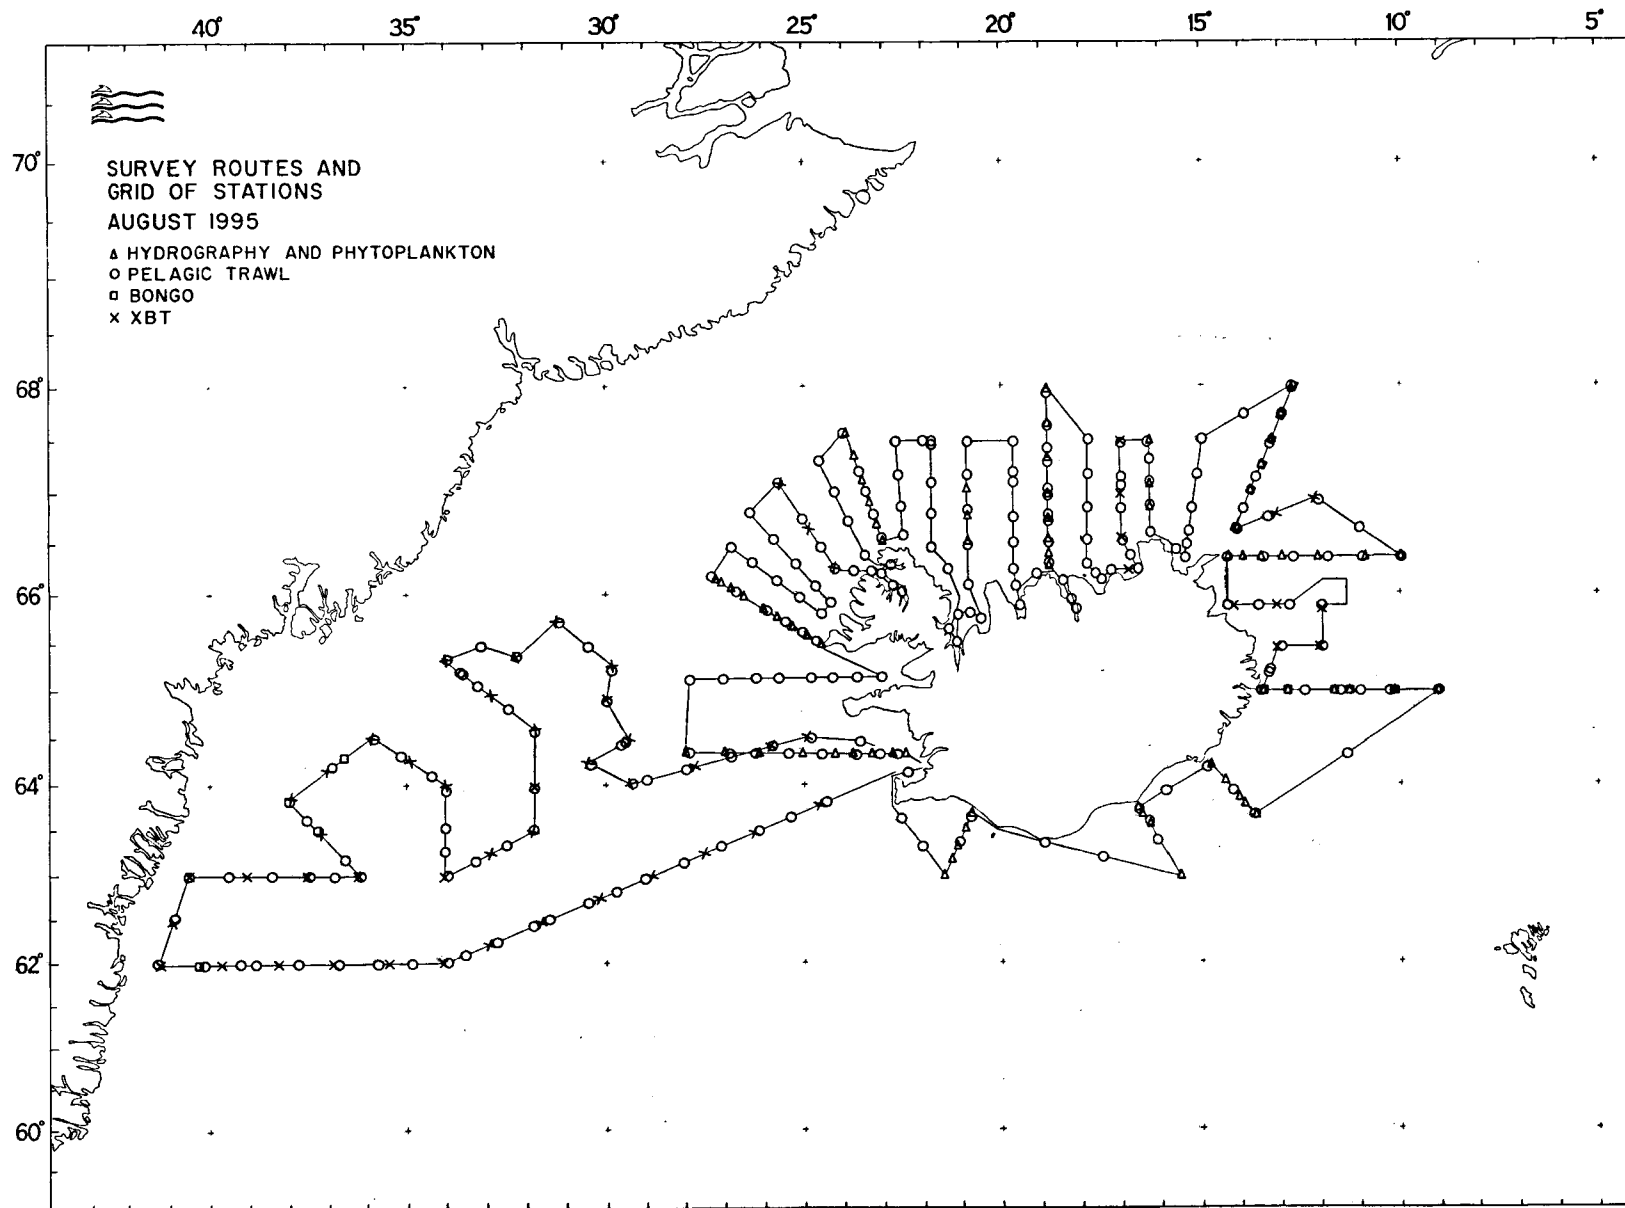 40° 35° 30° 25° 20° 15° 10° 5°
70°
SURVEY ROUTES AND
GRID OF STATIONS
AUGUST 1995
HYDROGRAPHY AND PHYTOPLANKTON
PELAGIC TRAWL
BONGO
XBT
68°
66°
64°
62°
60°